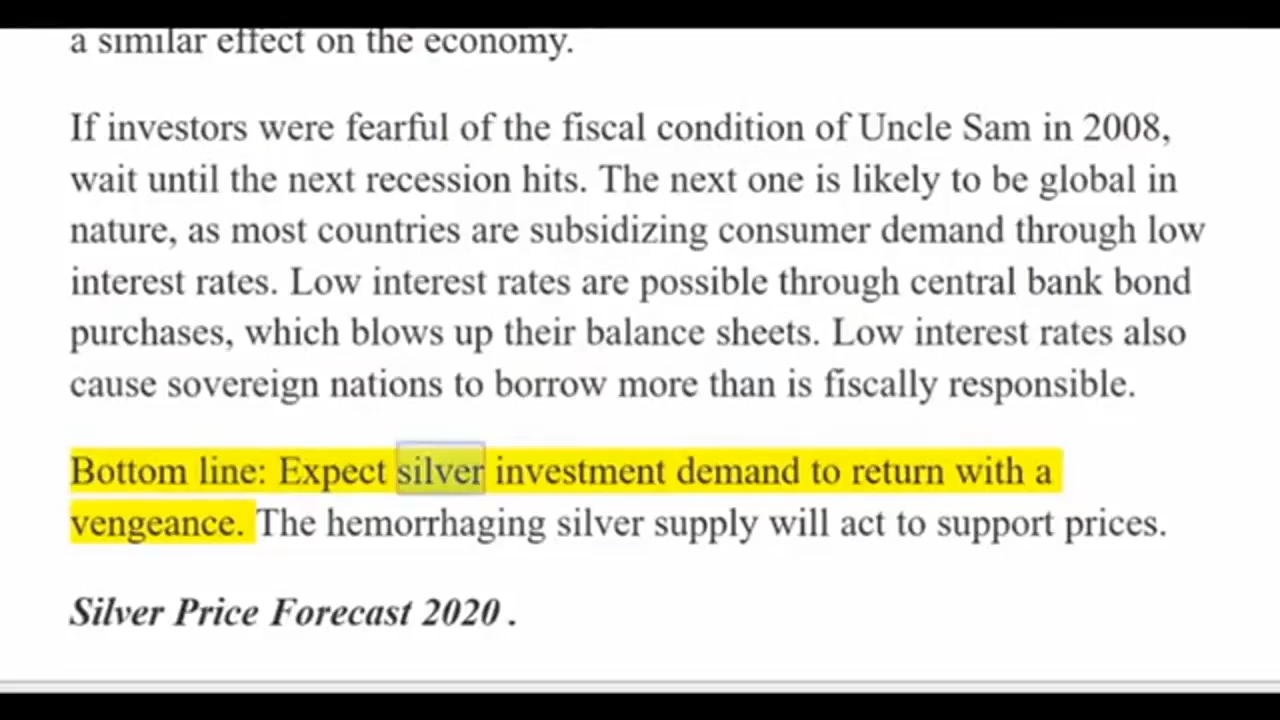 a similar effect on the economy.
If investors were fearful of the fiscal condition of Uncle Sam in 2008,
wait until the next recession hits. The next one is likely to be global in
nature, as most countries are subsidizing consumer demand through low
interest rates. Low interest rates are possible through central bank bond
purchases, which blows up their balance sheets. Low interest rates also
cause sovereign nations to borrow more than is fiscally responsible.
Bottom line: Expect silver investment demand to return with a
vengeance. The hemorrhaging silver supply will act to support prices.
Silver Price Forecast 2020 .